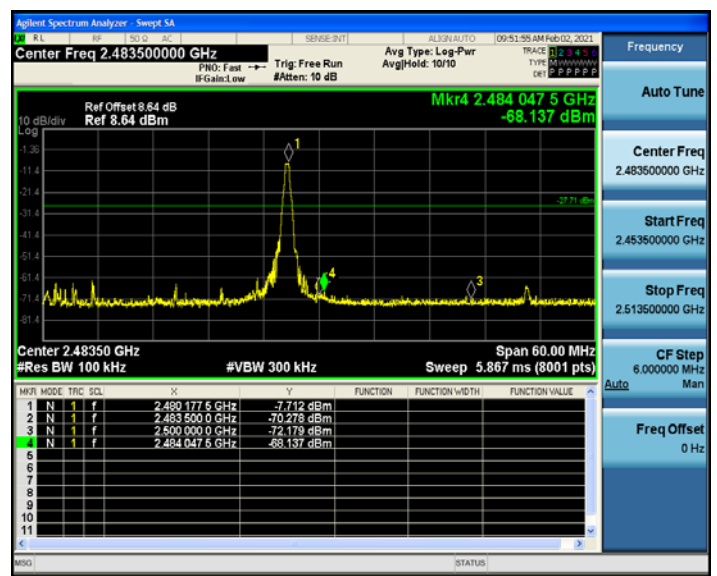 Agilent Spectrum Analyzer - Swept SA
RL RF 50 Ω AC SENSE:INT ALIGNAUTO 09:51:55 AM Feb 02, 2021
Center Freq 2.483500000 GHz
PNO: Fast
IFGain:Low
Trig: Free Run
#Atten: 10 dB
Avg Type: Log-Pwr
Avg|Hold: 10/10
TRACE 1 2 3 4 5 6
TYPE MWWWWW
DET P P P P P P
Ref Offset 8.64 dB
10 dB/div Ref 8.64 dBm
Log
Mkr4 2.484 047 5 GHz
-68.137 dBm
1
-1.36
-11.4
-21.4
-27.71 dBm
-31.4
-41.4
-51.4
-61.4
4
3
-71.4
-81.4
Center 2.48350 GHz Span 60.00 MHz
#Res BW 100 kHz #VBW 300 kHz Sweep 5.867 ms (8001 pts)
MKR MODE TRC SCL X Y FUNCTION FUNCTION WIDTH FUNCTION VALUE
1 N 1 f 2.480 177 5 GHz -7.712 dBm
2 N 1 f 2.483 500 0 GHz -70.278 dBm
3 N 1 f 2.500 000 0 GHz -72.179 dBm
4 N 1 f 2.484 047 5 GHz -68.137 dBm
5
6
7
8
9
10
11
MSG STATUS
Frequency
Auto Tune
Center Freq
2.483500000 GHz
Start Freq
2.453500000 GHz
Stop Freq
2.513500000 GHz
CF Step
6.000000 MHz
Auto Man
Freq Offset
0 Hz